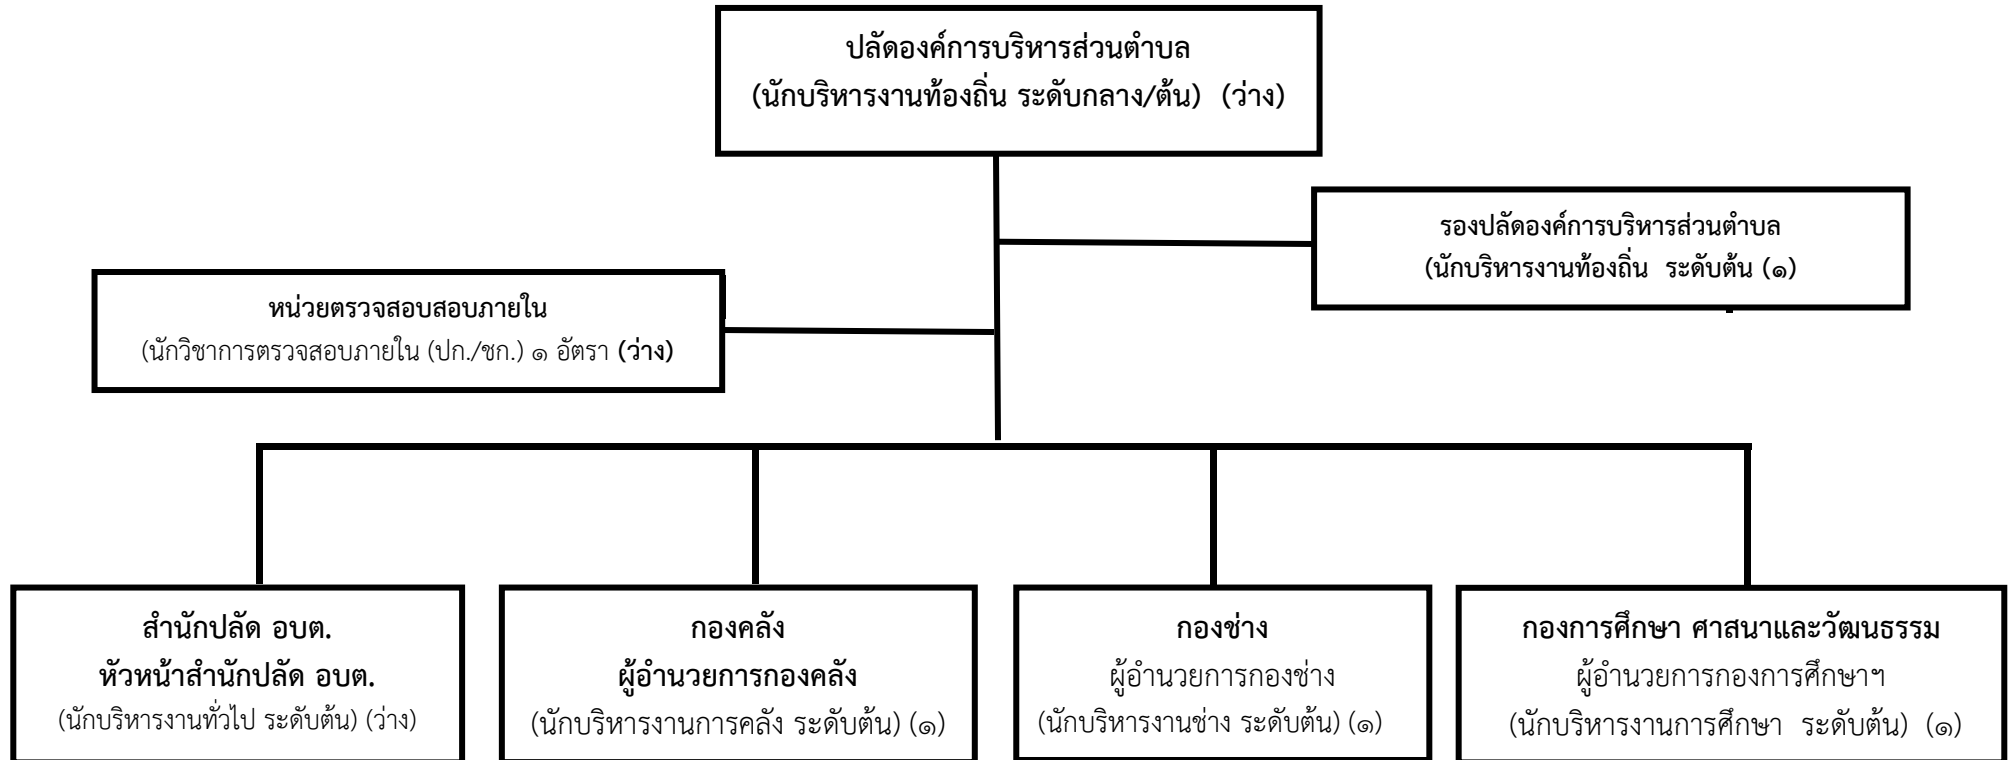 ปลัดองค์การบริหารส่วนตำบล
(นักบริหารงานท้องถิ่น ระดับกลาง/ต้น) (ว่าง)
รองปลัดองค์การบริหารส่วนตำบล
(นักบริหารงานท้องถิ่น ระดับต้น (๑)
หน่วยตรวจสอบสอบภายใน
(นักวิชาการตรวจสอบภายใน (ปก./ชก.) ๑ อัตรา (ว่าง)
สำนักปลัด อบต.
หัวหน้าสำนักปลัด อบต.
(นักบริหารงานทั่วไป ระดับต้น) (ว่าง)
กองคลัง
ผู้อำนวยการกองคลัง
(นักบริหารงานการคลัง ระดับต้น) (๑)
กองช่าง
ผู้อำนวยการกองช่าง
(นักบริหารงานช่าง ระดับต้น) (๑)
กองการศึกษา ศาสนาและวัฒนธรรม
ผู้อำนวยการกองการศึกษาฯ
(นักบริหารงานการศึกษา ระดับต้น) (๑)